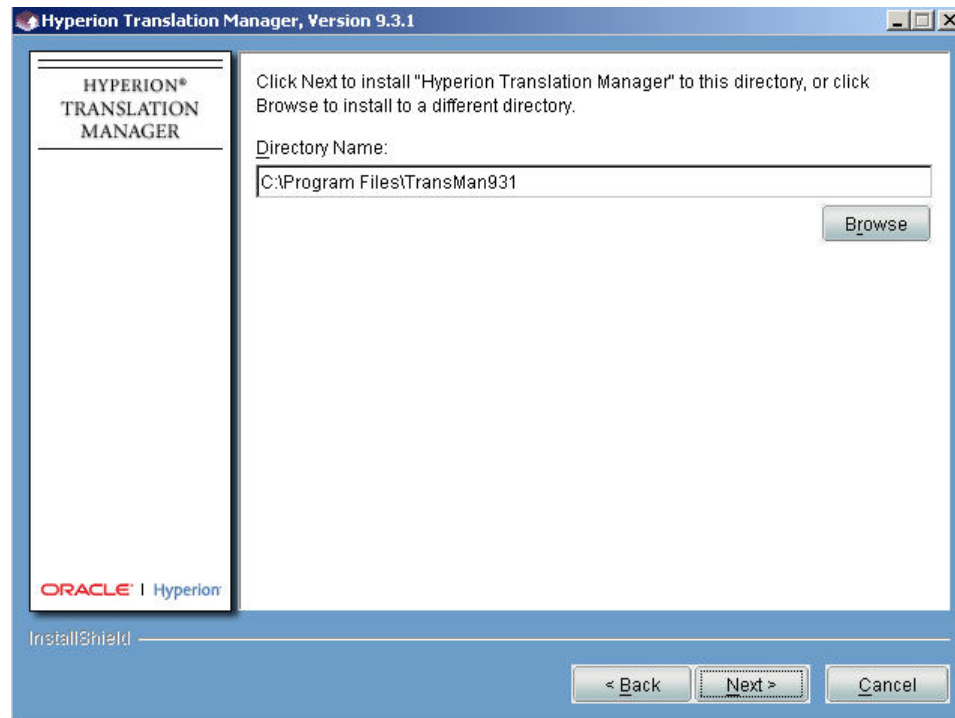 Hyperion Translation Manager, Version 9.3.1
HYPERION®
TRANSLATION
MANAGER
Click Next to install "Hyperion Translation Manager" to this directory, or click
Browse to install to a different directory.
Directory Name:
C:\Program Files\TransMan931
Browse
ORACLE' | Hyperion
InstallShield
< Back
Next >
Cancel